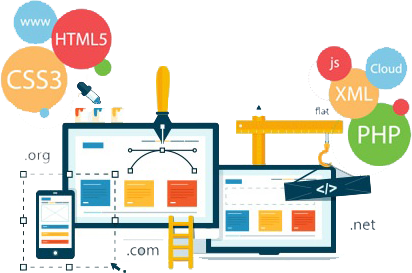 www
HTML5
CSS3
js
Cloud
XML
flat
PHP
.org
</>
.net
.com